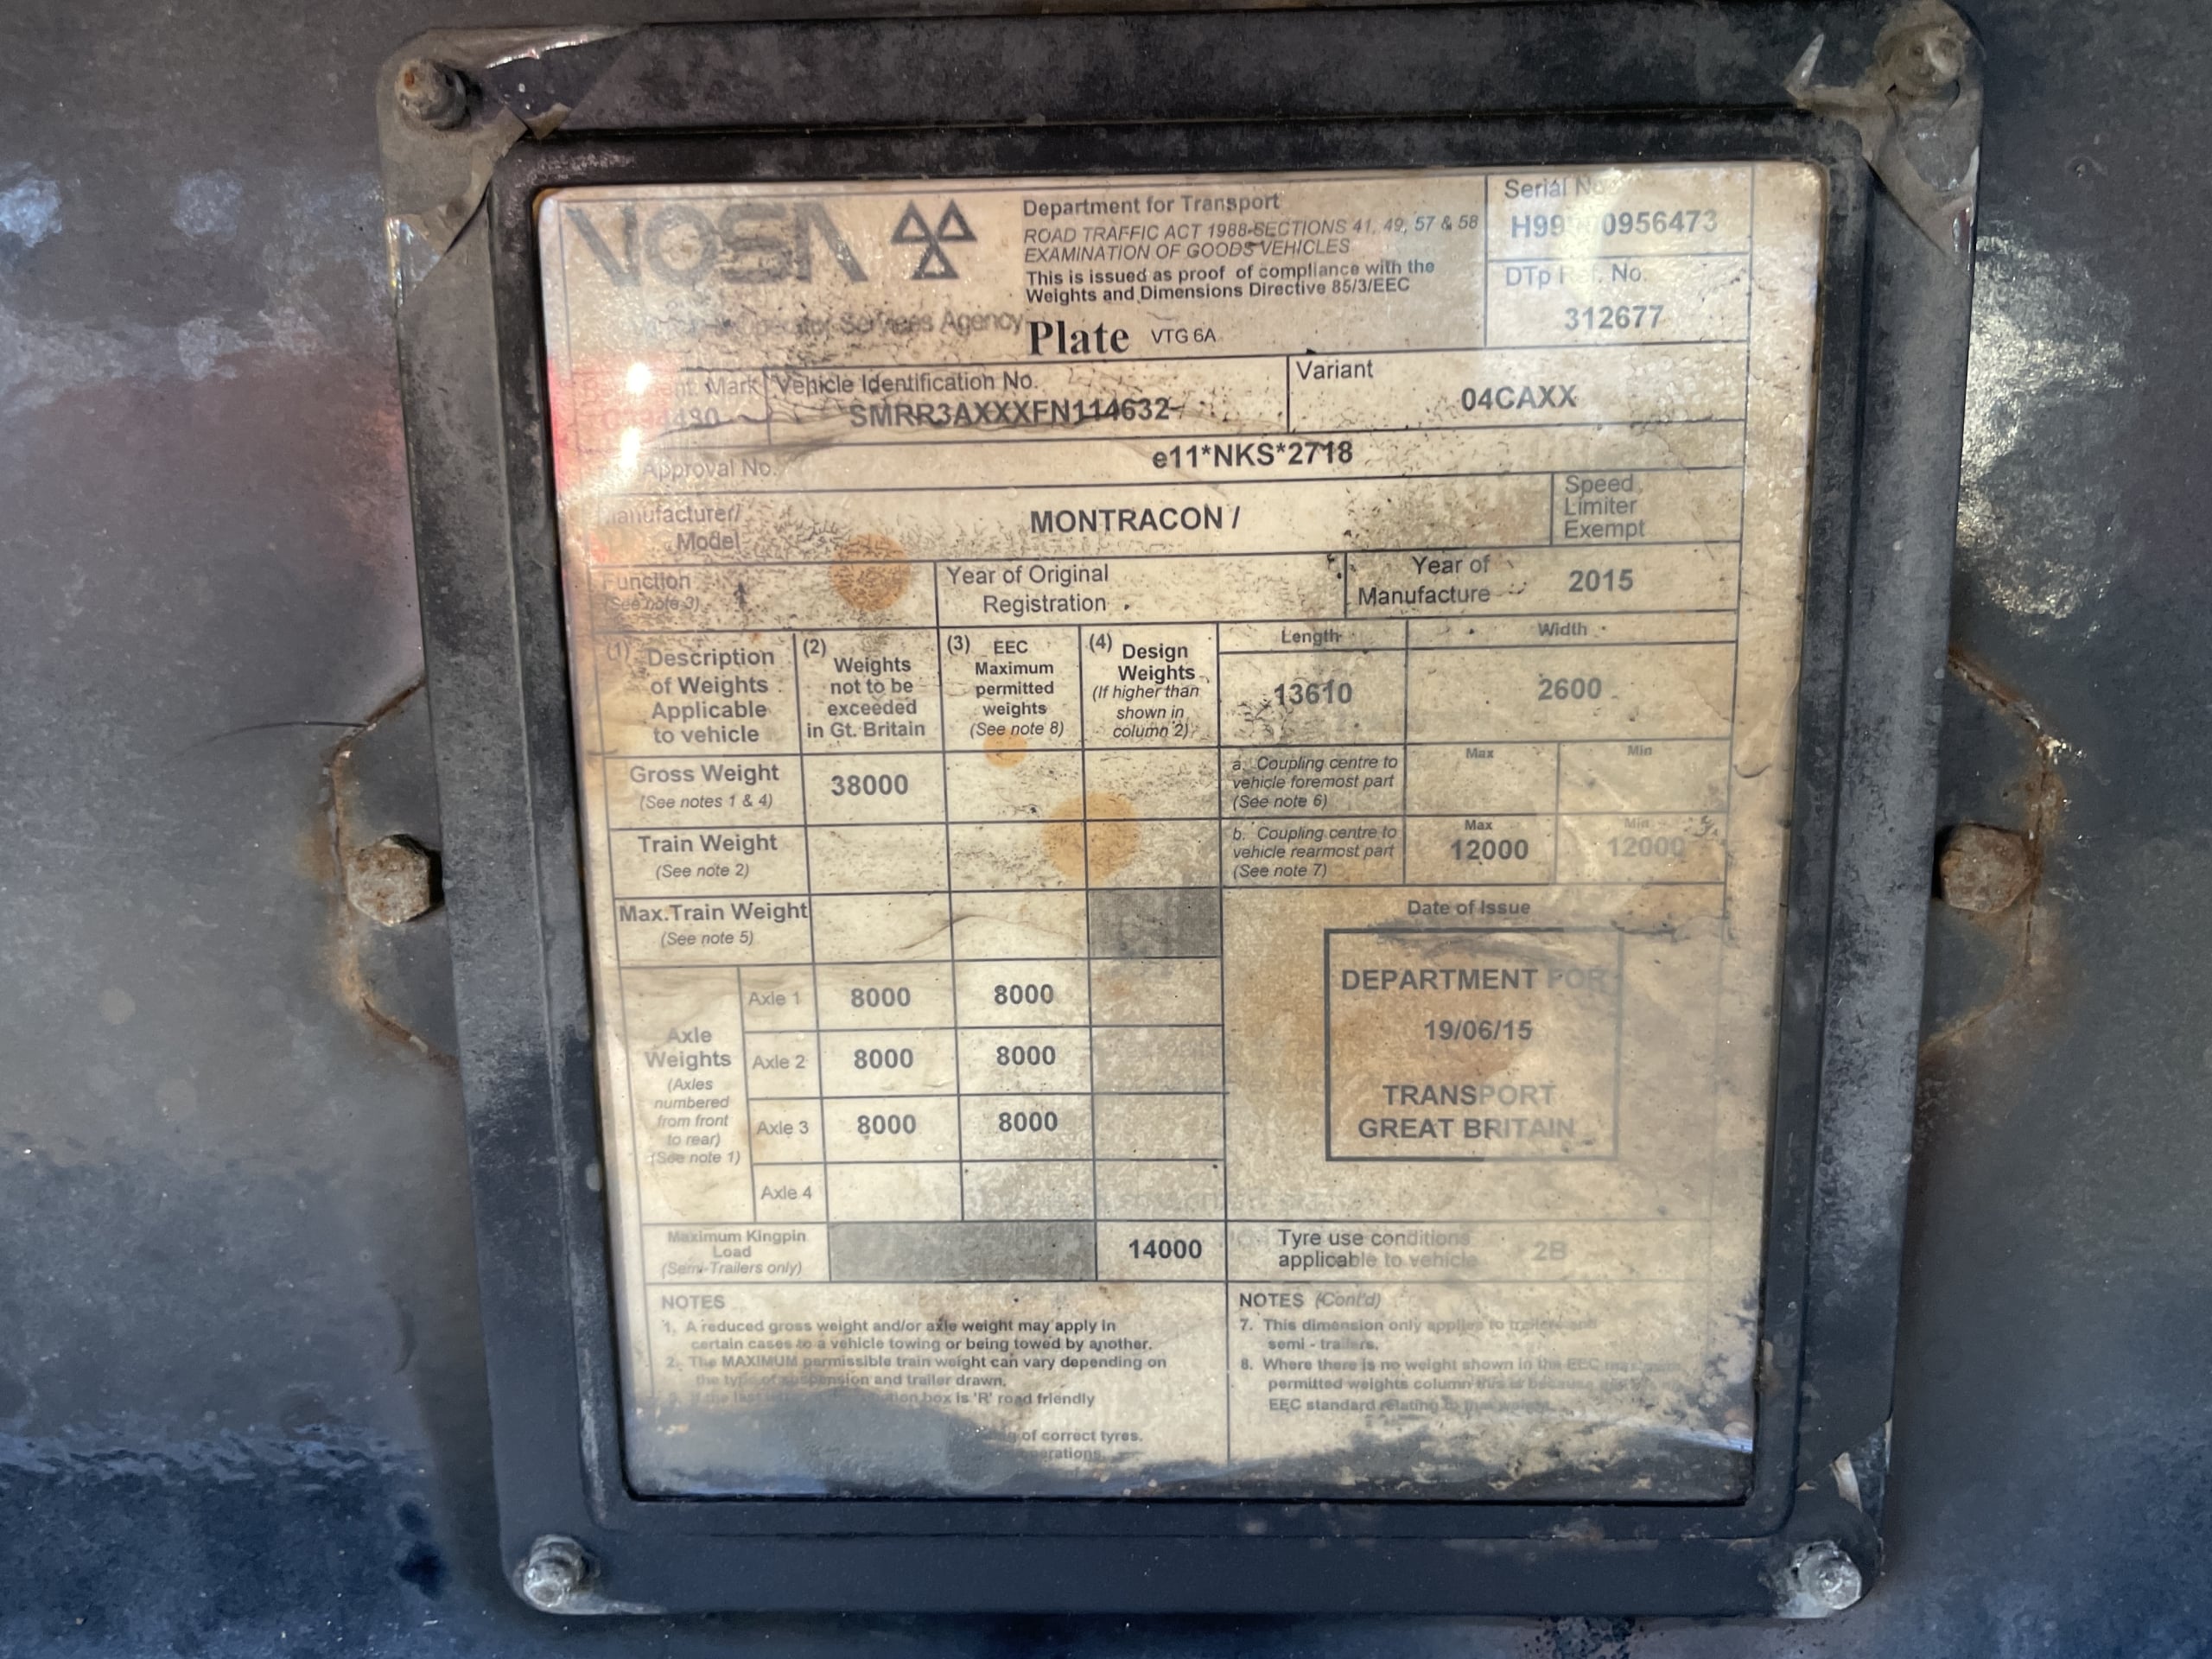 VOSA
Department for Transport
ROAD TRAFFIC ACT 1988-SECTIONS 41, 49, 57 & 58
EXAMINATION OF GOODS VEHICLES
This is issued as proof of compliance with the
Weights and Dimensions Directive 85/3/EEC
Operator Services Agency
Plate VTG 6A
Serial No.
0956473
DTp Ref. No.
312677
Mark
Vehicle Identification No.
SMRR3AXXXFN114632
Variant
04CAXX
Approval No.
e11*NKS*2718
Manufacturer/
Model
MONTRACON /
Speed
Limiter
Exempt
Function
(See note 3)
Year of Original
Registration
Year of
Manufacture
2015
(1) Description
of Weights
Applicable
to vehicle
(2)
Weights
not to be
exceeded
in Gt. Britain
(3) EEC
Maximum
permitted
weights
(See note 8)
(4) Design
Weights
(If higher than
shown in
column 2)
Length
13610
Width
2600
Gross Weight
(See notes 1 & 4)
38000
a. Coupling centre to
vehicle foremost part
(See note 6)
Max
Min
Train Weight
(See note 2)
b. Coupling centre to
vehicle rearmost part
(See note 7)
Max
12000
Min
12000
Max.Train Weight
(See note 5)
Date of Issue
DEPARTMENT FOR
19/06/15
TRANSPORT
GREAT BRITAIN
Axle
Weights
(Axles
numbered
from front
to rear)
(See note 1)
Axle 1 8000 8000
Axle 2 8000 8000
Axle 3 8000 8000
Axle 4
Maximum Kingpin
Load
(Semi-Trailers only)
14000
Tyre use conditions
applicable to vehicle
2B
NOTES
1. A reduced gross weight and/or axle weight may apply in
certain cases to a vehicle towing or being towed by another.
2. The MAXIMUM permissible train weight can vary depending on
the type of suspension and trailer drawn.
box is 'R' road friendly
of correct tyres.
NOTES (Cont'd)
7. This dimension only applies to trailers and
semi - trailers.
8. Where there is no weight shown in the EEC maximum
permitted weights column this is because
EEC standard relating to that weight.